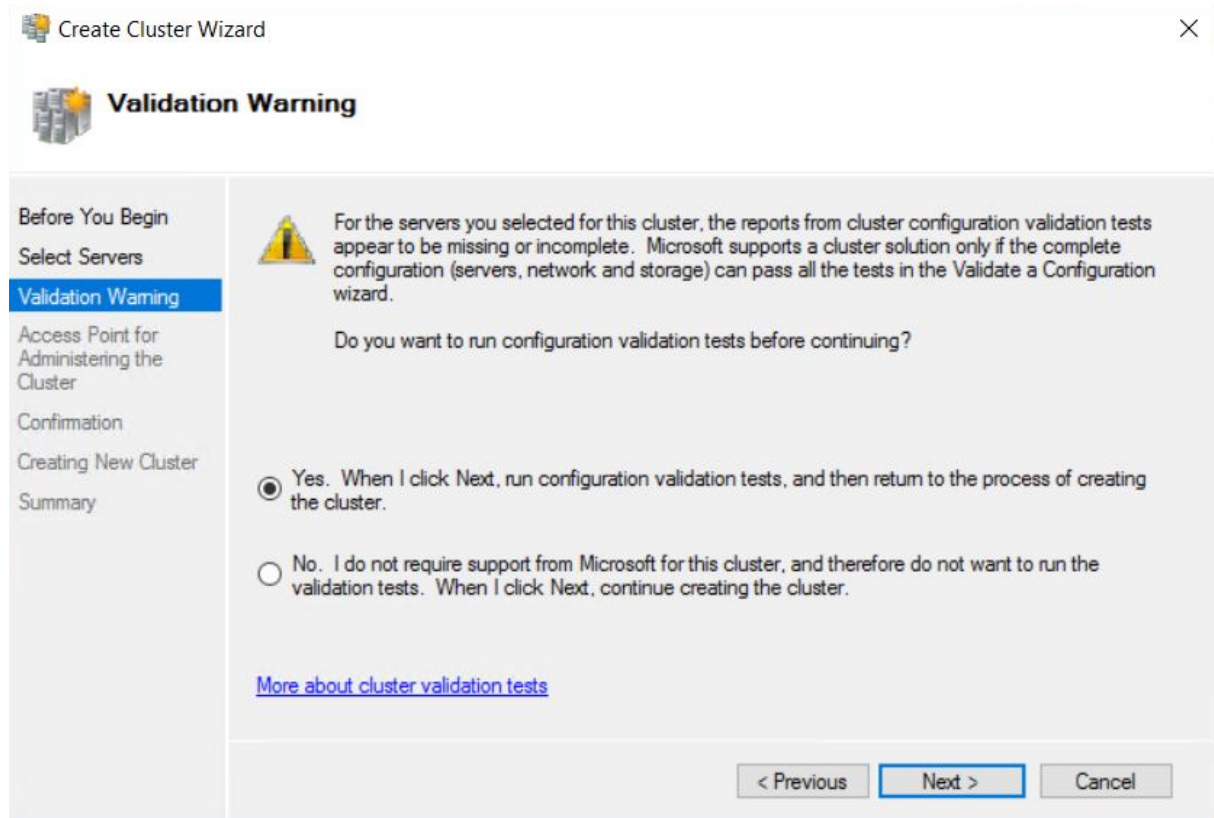 Create Cluster Wizard
Validation Warning
Before You Begin
Select Servers
Validation Warning
Access Point for
Administering the
Cluster
Confirmation
Creating New Cluster
Summary
For the servers you selected for this cluster, the reports from cluster configuration validation tests
appear to be missing or incomplete.  Microsoft supports a cluster solution only if the complete
configuration (servers, network and storage) can pass all the tests in the Validate a Configuration
wizard.
Do you want to run configuration validation tests before continuing?
Yes.  When I click Next, run configuration validation tests, and then return to the process of creating
the cluster.
No.  I do not require support from Microsoft for this cluster, and therefore do not want to run the
validation tests.  When I click Next, continue creating the cluster.
More about cluster validation tests
< Previous
Next >
Cancel